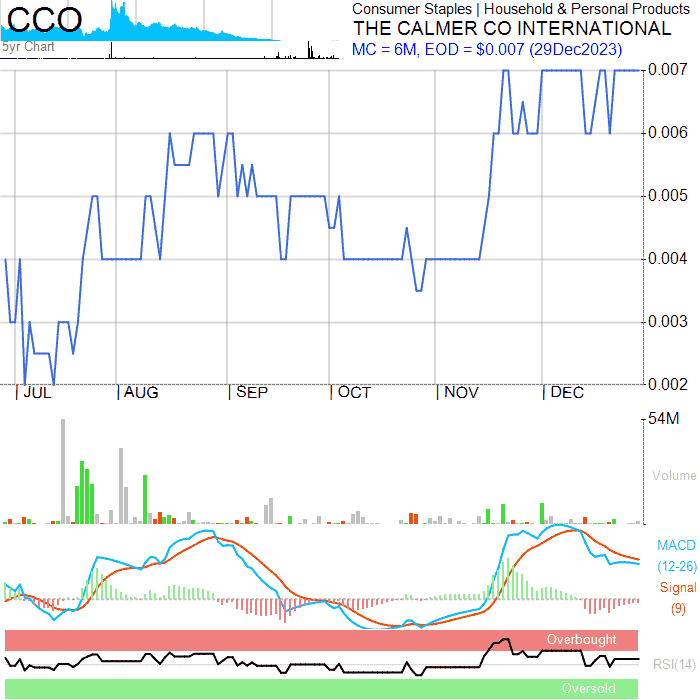 CCO
5yr Chart
Consumer Staples | Household & Personal Products
THE CALMER CO INTERNATIONAL
MC = 6M, EOD = $0.007 (29Dec2023)
0.007
0.006
0.005
0.004
0.003
0.002
JUL AUG SEP OCT NOV DEC
54M
Volume
MACD
(12-26)
Signal
(9)
Overbought
RSI(14)
Oversold